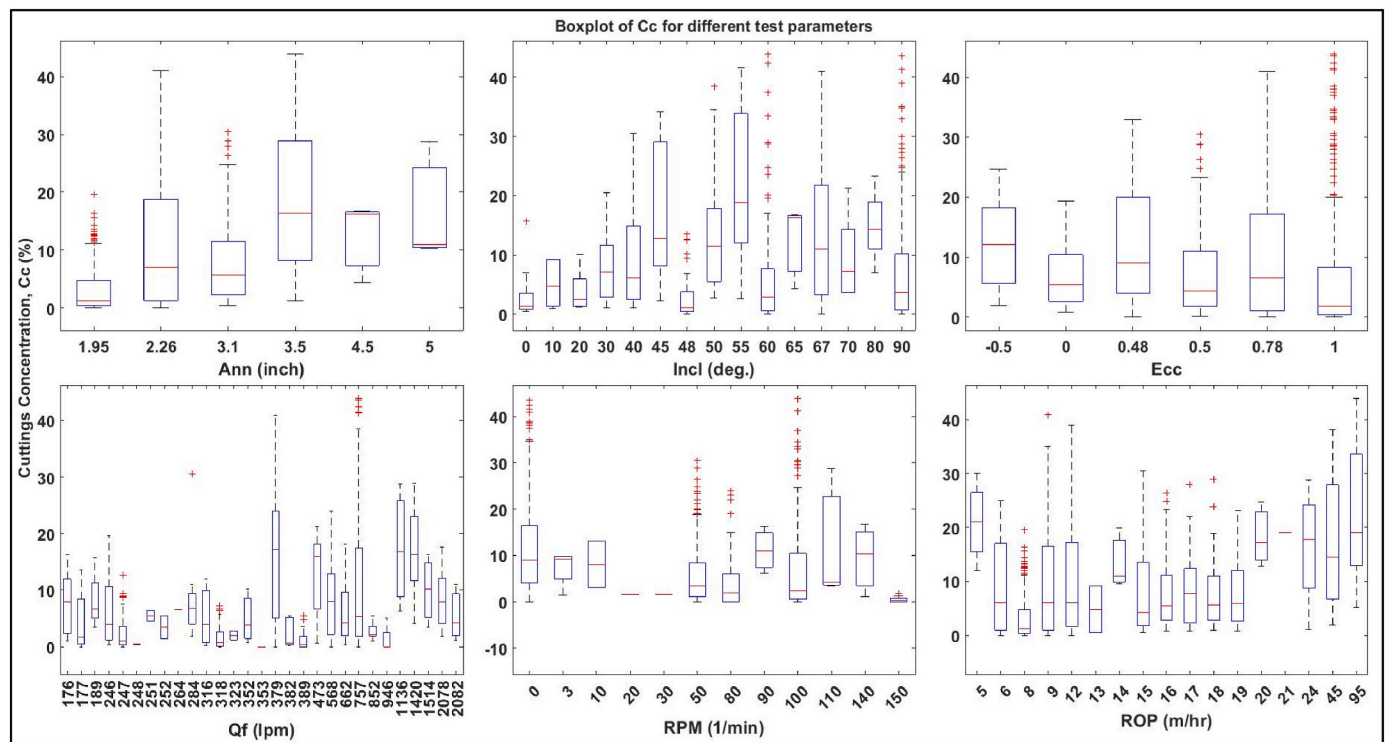 Boxplot of Cc for different test parameters
Cuttings Concentration, Cc (%)
40
30
20
10
0
1.95 2.26 3.1 3.5 4.5 5
Ann (inch)
40
30
20
10
0
0 10 20 30 40 45 48 50 55 60 65 67 70 80 90
Incl (deg.)
40
30
20
10
0
-0.5 0 0.48 0.5 0.78 1
Ecc
40
30
20
10
0
176 177 189 246 247 248 251 252 264 284 316 318 323 352 353 379 382 389 473 568 662 757 852 946 1136 1420 1514 2078 2082
Qf (lpm)
40
30
20
10
0
-10
0 3 10 20 30 50 80 90 100 110 140 150
RPM (1/min)
40
30
20
10
0
5 6 8 9 12 13 14 15 16 17 18 19 20 21 24 45 95
ROP (m/hr)